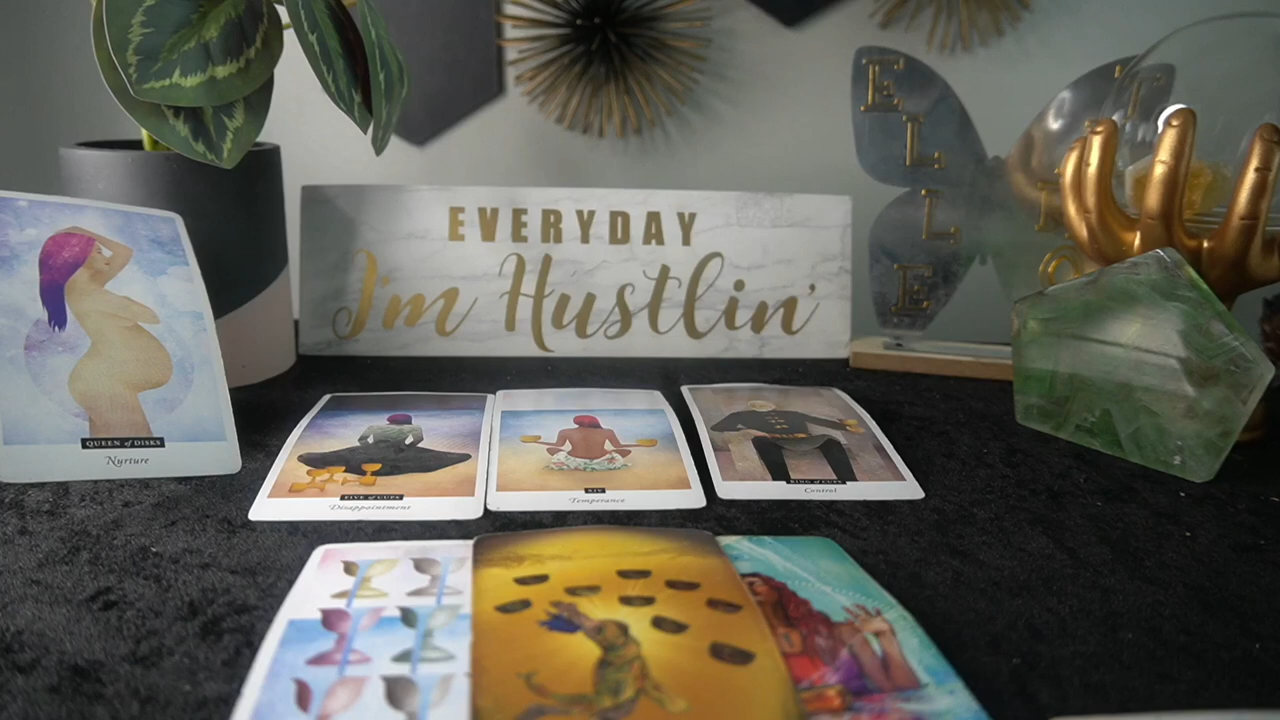 EVERYDAY
I'm Hustlin'
ELLE
QUEEN of DISKS
Nurture
FIVE of CUPS
Disappointment
XIV
Temperance
KING of CUPS
Control